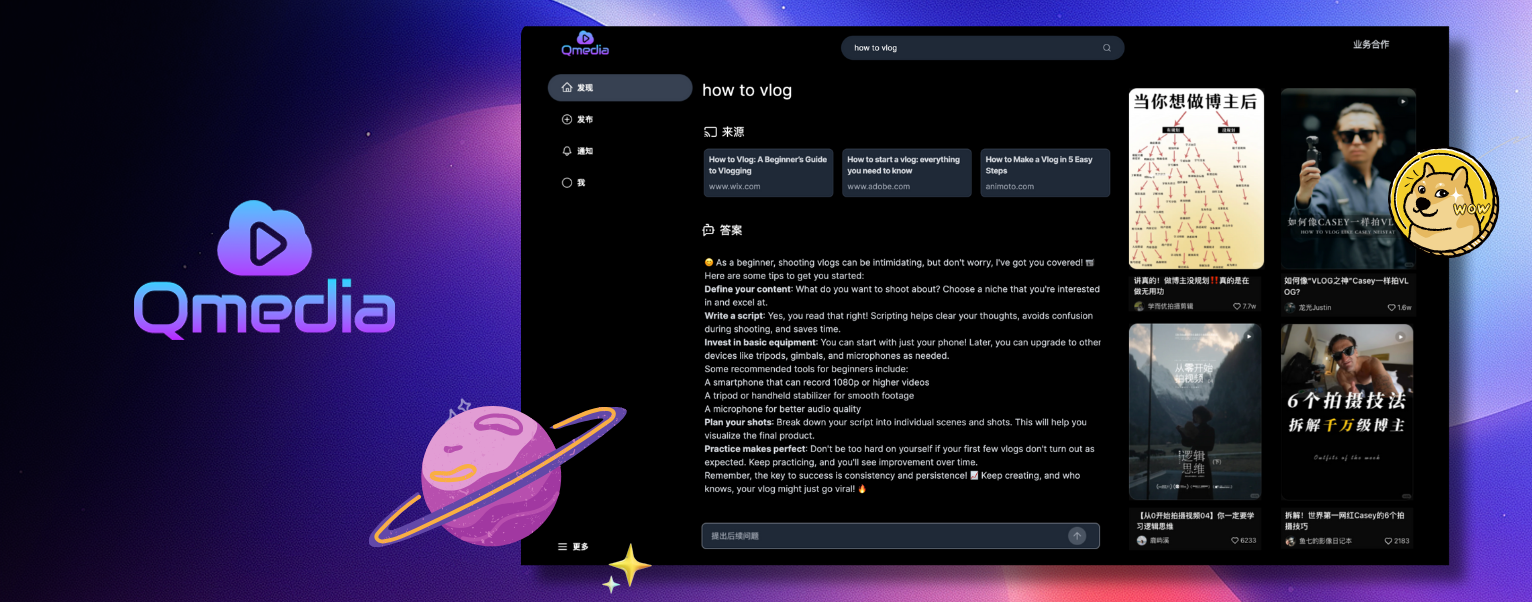 Qmedia
Qmedia
how to vlog
业务合作
发现
发布
通知
我
更多
how to vlog
来源
How to Vlog: A Beginner's Guide
to Vlogging
www.wix.com
How to start a vlog: everything
you need to know
www.adobe.com
How to Make a Vlog in 5 Easy
Steps
animoto.com
答案
😊 As a beginner, shooting vlogs can be intimidating, but don't worry, I've got you covered! 🎬
Here are some tips to get you started:
Define your content: What do you want to shoot about? Choose a niche that you're interested
in and excel at.
Write a script: Yes, you read that right! Scripting helps clear your thoughts, avoids confusion
during shooting, and saves time.
Invest in basic equipment: You can start with just your phone! Later, you can upgrade to other
devices like tripods, gimbals, and microphones as needed.
Some recommended tools for beginners include:
A smartphone that can record 1080p or higher videos
A tripod or handheld stabilizer for smooth footage
A microphone for better audio quality
Plan your shots: Break down your script into individual scenes and shots. This will help you
visualize the final product.
Practice makes perfect: Don't be too hard on yourself if your first few vlogs don't turn out as
expected. Keep practicing, and you'll see improvement over time.
Remember, the key to success is consistency and persistence! 📈 Keep creating, and who
knows, your vlog might just go viral! 🔥
提出后续问题
当你想做博主后
讲真的！做博主没规划‼️真的是在
做无用功
学而优拍摄剪辑
7.7w
如何像CASEY一样拍VL
HOW TO VLOG LIKE CASEY NEISTAT
如何像“VLOG之神”Casey一样拍VL
OG?
龙光Justin
1.6w
WOW
从零开始
拍视频
逻辑
思维
(下)
【从0开始拍视频04】你一定要学
习逻辑思维
6233
6个拍摄技法
拆解千万级博主
Outfits of the week
拆解！世界第一网红Casey的6个拍
摄技巧
鱼七的影像日记本
2183